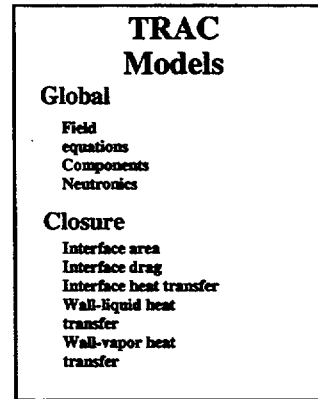 TRAC
Models
Global
Field
equations
Components
Neutronics
Closure
Interface area
Interface drag
Interface heat transfer
Wall-liquid heat
transfer
Wall-vapor heat
transfer